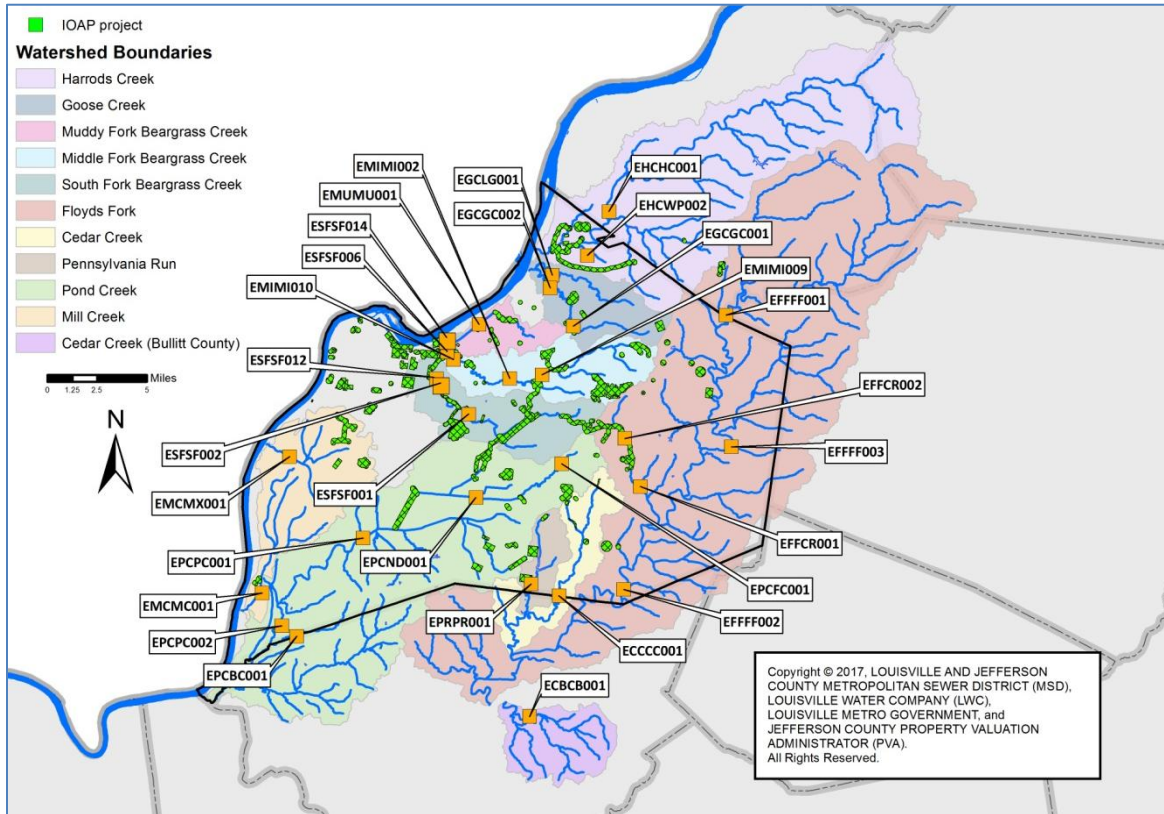 IOAP project
Watershed Boundaries
Harrods Creek
Goose Creek
Muddy Fork Beargrass Creek
Middle Fork Beargrass Creek
South Fork Beargrass Creek
Floyds Fork
Cedar Creek
Pennsylvania Run
Pond Creek
Mill Creek
Cedar Creek (Bullitt County)
Miles
0 1.25 2.5 5
N
EMIMI002
EMUMU001
ESFSF014
ESFSF006
EMIMI010
ESFSF012
ESFSF002
EMCMX001
ESFSF001
EPCPC001
EPCND001
EMCMC001
EPCPC002
EPCBC001
EPRPR001
ECBCB001
ECCCC001
EFFFF002
EPCFC001
EFFCR001
EFFFF003
EFFCR002
EFFFF001
EMIMI009
EGCGC001
EHCWP002
EHCHC001
EGCLG001
EGCGC002
Copyright © 2017, LOUISVILLE AND JEFFERSON
COUNTY METROPOLITAN SEWER DISTRICT (MSD),
LOUISVILLE WATER COMPANY (LWC),
LOUISVILLE METRO GOVERNMENT, and
JEFFERSON COUNTY PROPERTY VALUATION
ADMINISTRATOR (PVA).
All Rights Reserved.